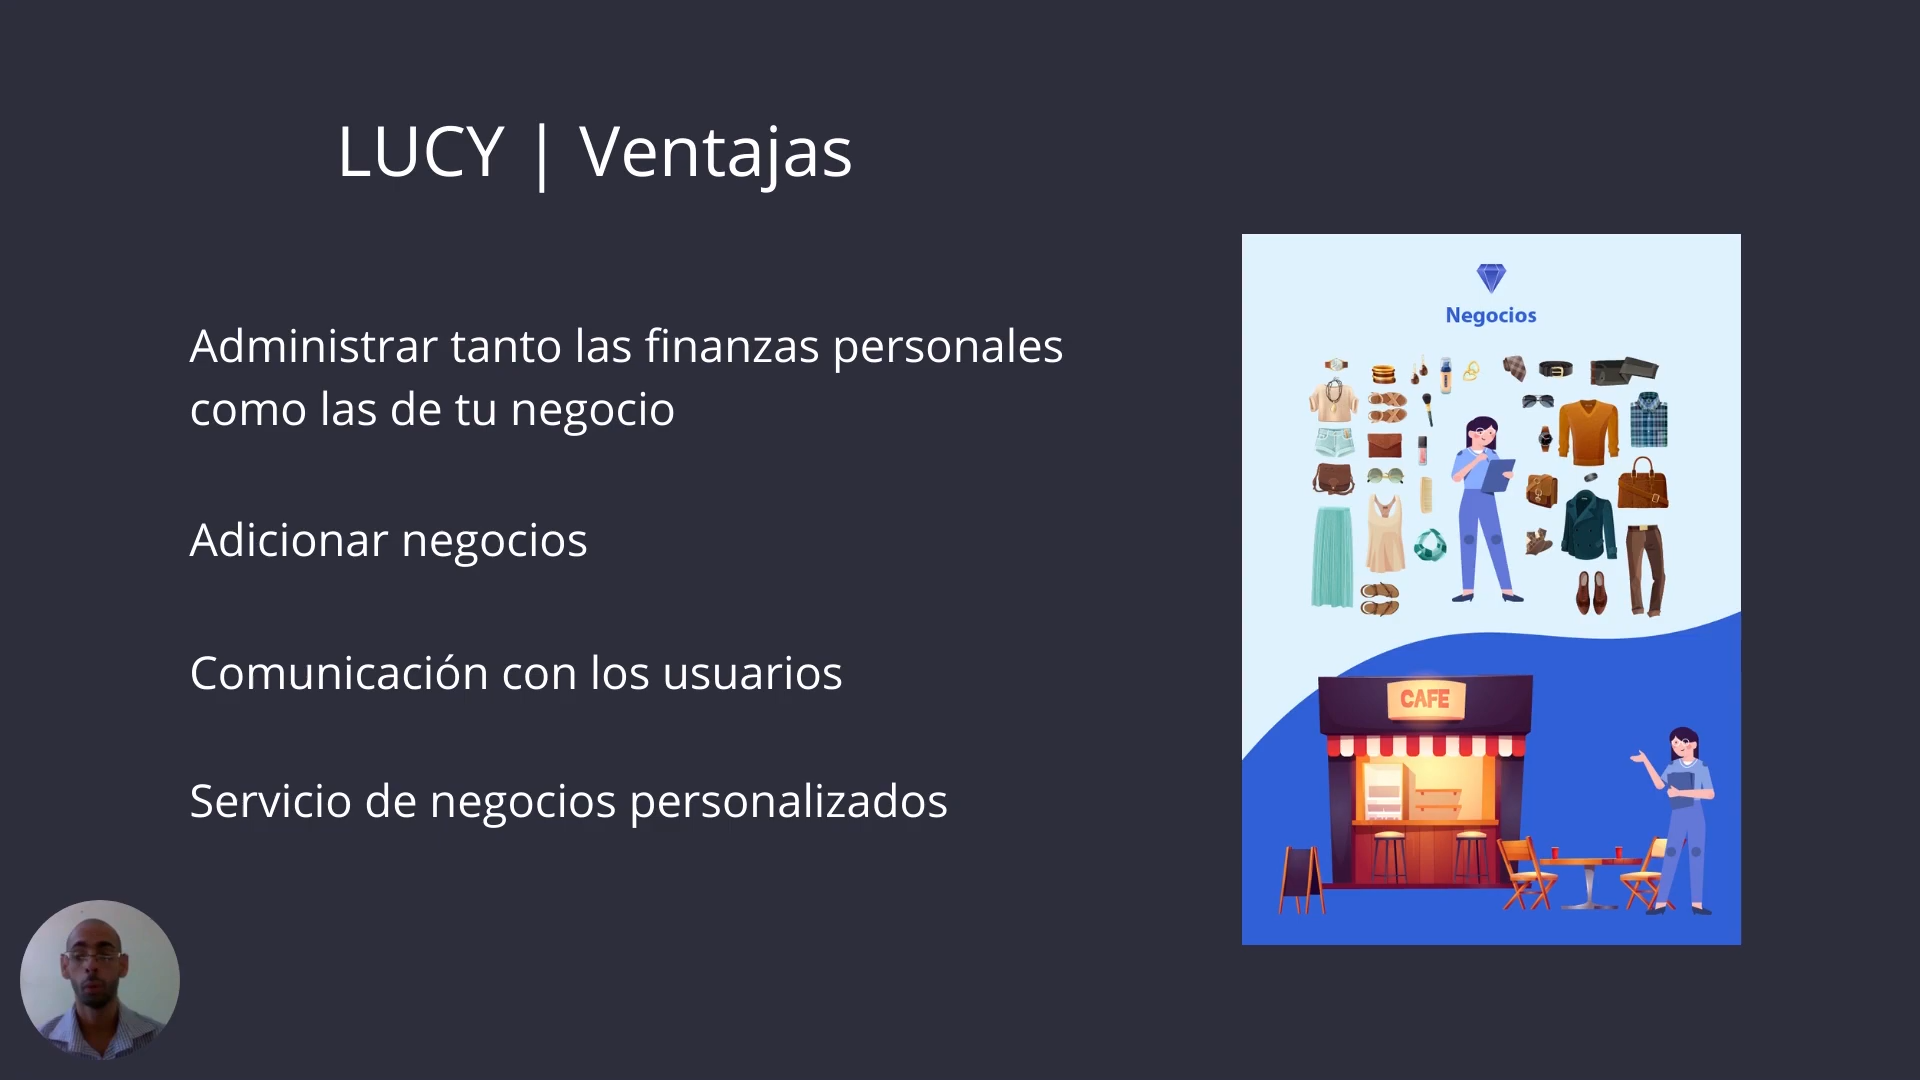 LUCY | Ventajas
Administrar tanto las finanzas personales
como las de tu negocio
Adicionar negocios
Comunicación con los usuarios
Servicio de negocios personalizados
Negocios
CAFE